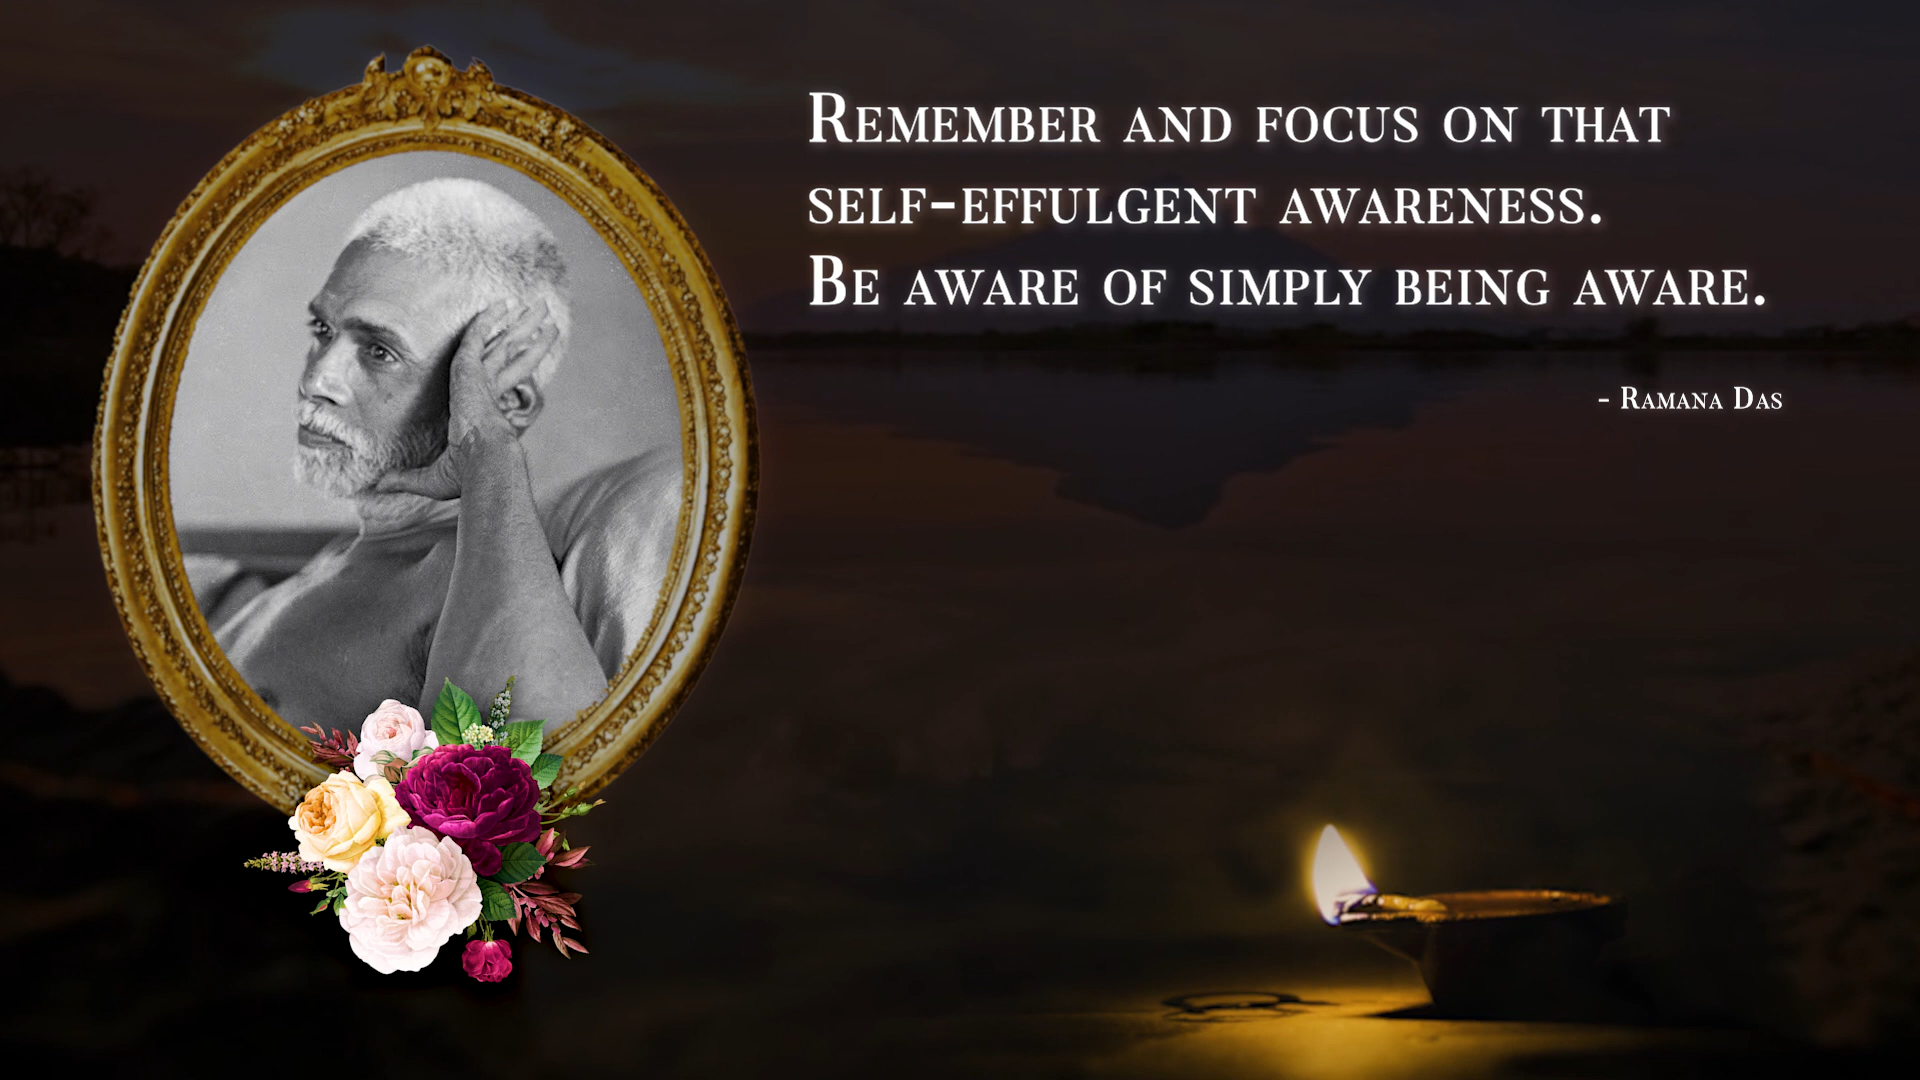 Remember and focus on that
self-effulgent awareness.
Be aware of simply being aware.
- Ramana Das